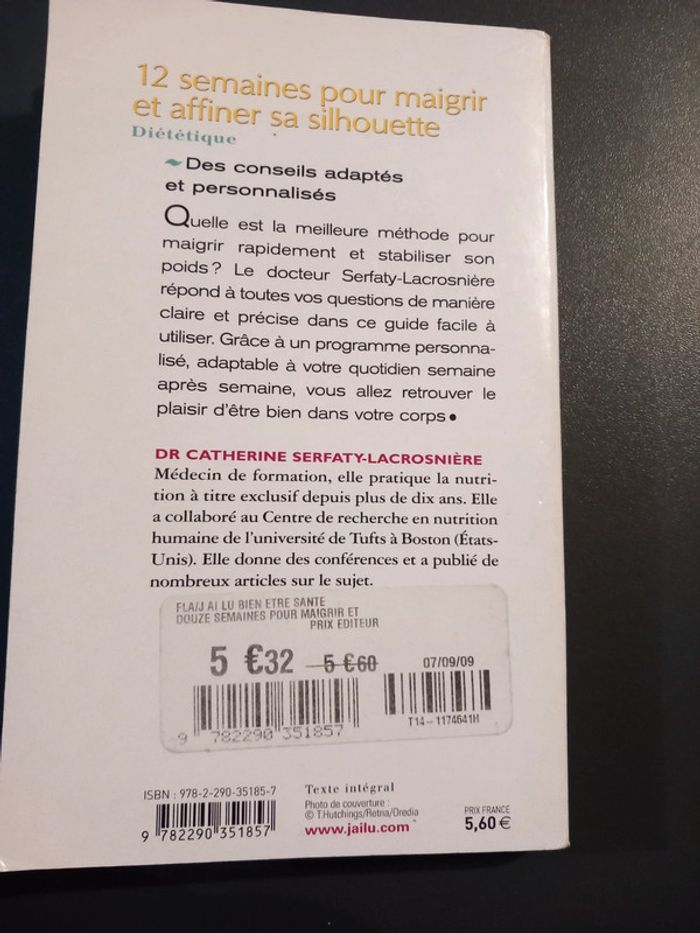 12 semaines pour maigrir
et affiner sa silhouette
Diététique
Des conseils adaptés
et personnalisés
Quelle est la meilleure méthode pour
maigrir rapidement et stabiliser son
poids ? Le docteur Serfaty-Lacrosnière
répond à toutes vos questions de manière
claire et précise dans ce guide facile à
utiliser. Grâce à un programme personna-
lisé, adaptable à votre quotidien semaine
après semaine, vous allez retrouver le
plaisir d'être bien dans votre corps
DR CATHERINE SERFATY-LACROSNIÈRE
Médecin de formation, elle pratique la nutri-
tion à titre exclusif depuis plus de dix ans. Elle
a collaboré au Centre de recherche en nutrition
humaine de l'université de Tufts à Boston (États-
Unis). Elle donne des conférences et a publié de
nombreux articles sur le sujet.
FLA/J AI LU BIEN ETRE SANTE
DOUZE SEMAINES POUR MAIGRIR ET
PRIX EDITEUR
5 €32 5 €60 07/09/09
9 782290 351857
T14-1174641H
ISBN : 978-2-290-35185-7
9 782290 351857
Texte intégral
Photo de couverture :
© T.Hutchings/Retna/Dredia
www.jailu.com
PRIX FRANCE
5,60 €